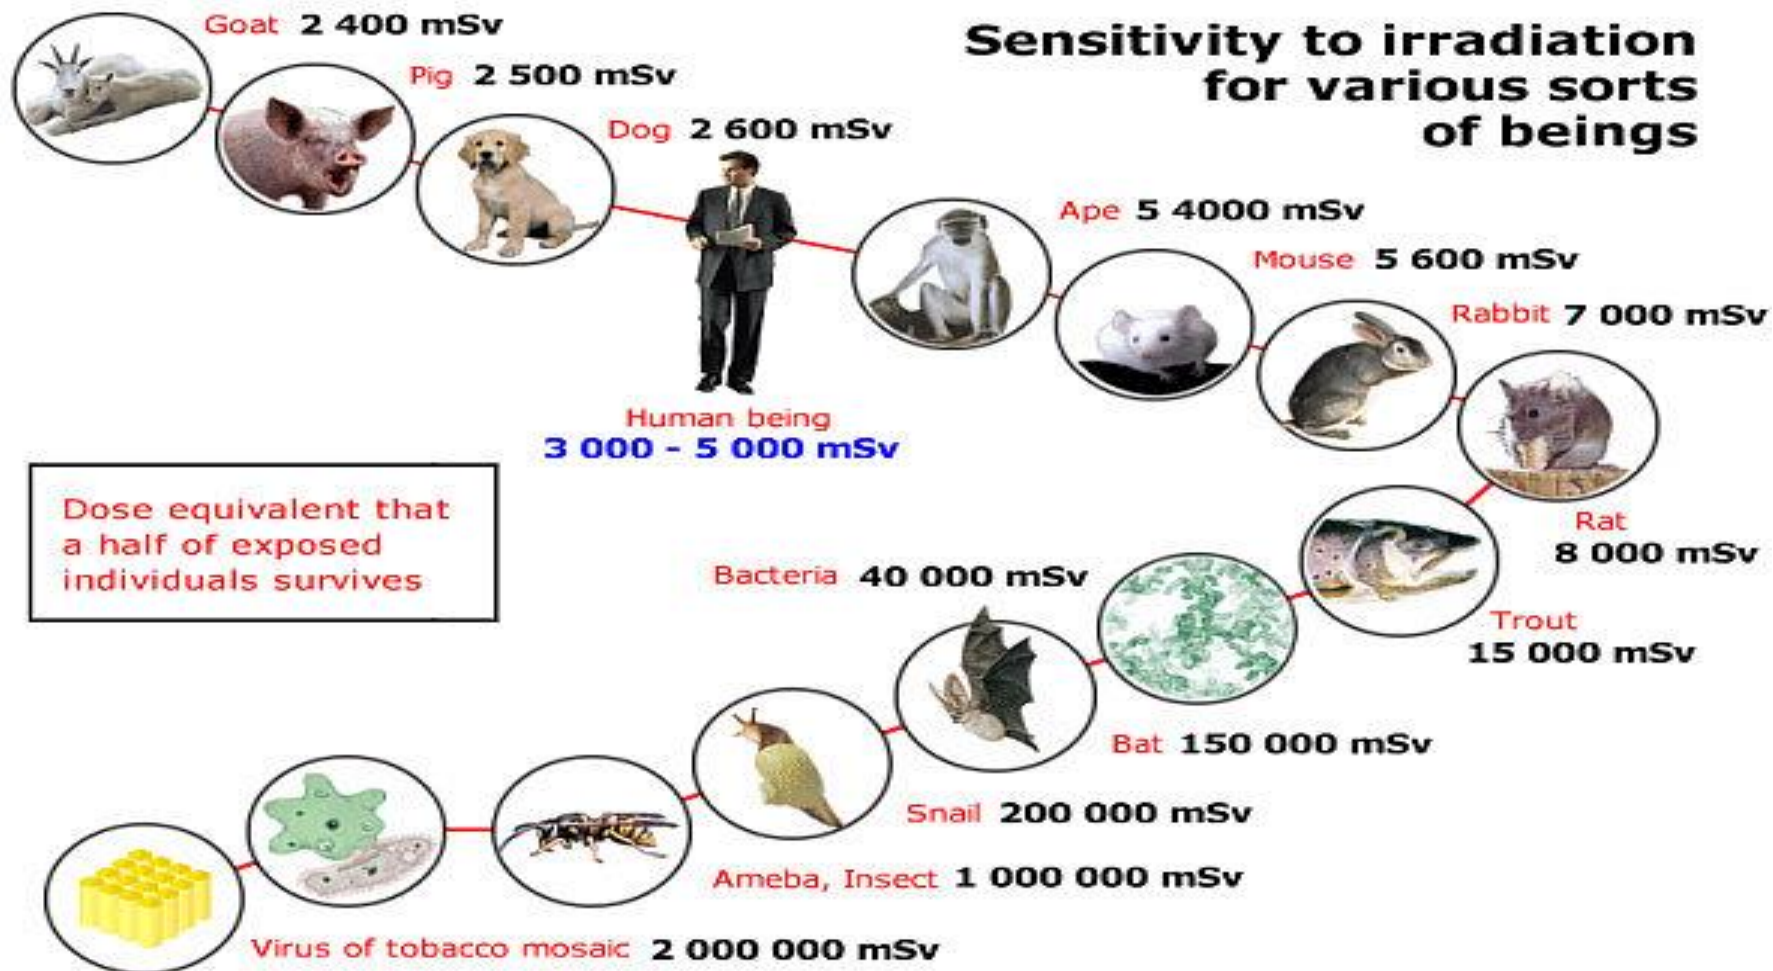 Goat 2 400 mSv
Sensitivity to irradiation
for various sorts
of beings
Pig 2 500 mSv
Dog 2 600 mSv
Ape 5 4000 mSv
Mouse 5 600 mSv
Rabbit 7 000 mSv
Human being
3 000 - 5 000 mSv
Dose equivalent that
a half of exposed
individuals survives
Rat
8 000 mSv
Bacteria 40 000 mSv
Trout
15 000 mSv
Bat 150 000 mSv
Snail 200 000 mSv
Ameba, Insect 1 000 000 mSv
Virus of tobacco mosaic 2 000 000 mSv